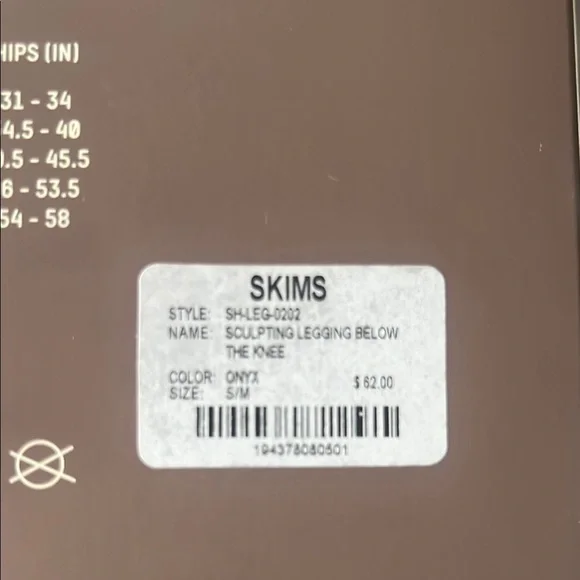 HIPS (IN)
31 - 34
4.5 - 40
.5 - 45.5
6 - 53.5
54 - 58
SKIMS
STYLE: SH-LEG-0202
NAME: SCULPTING LEGGING BELOW
THE KNEE
COLOR: ONYX
$ 62.00
SIZE: S/M
194378080501